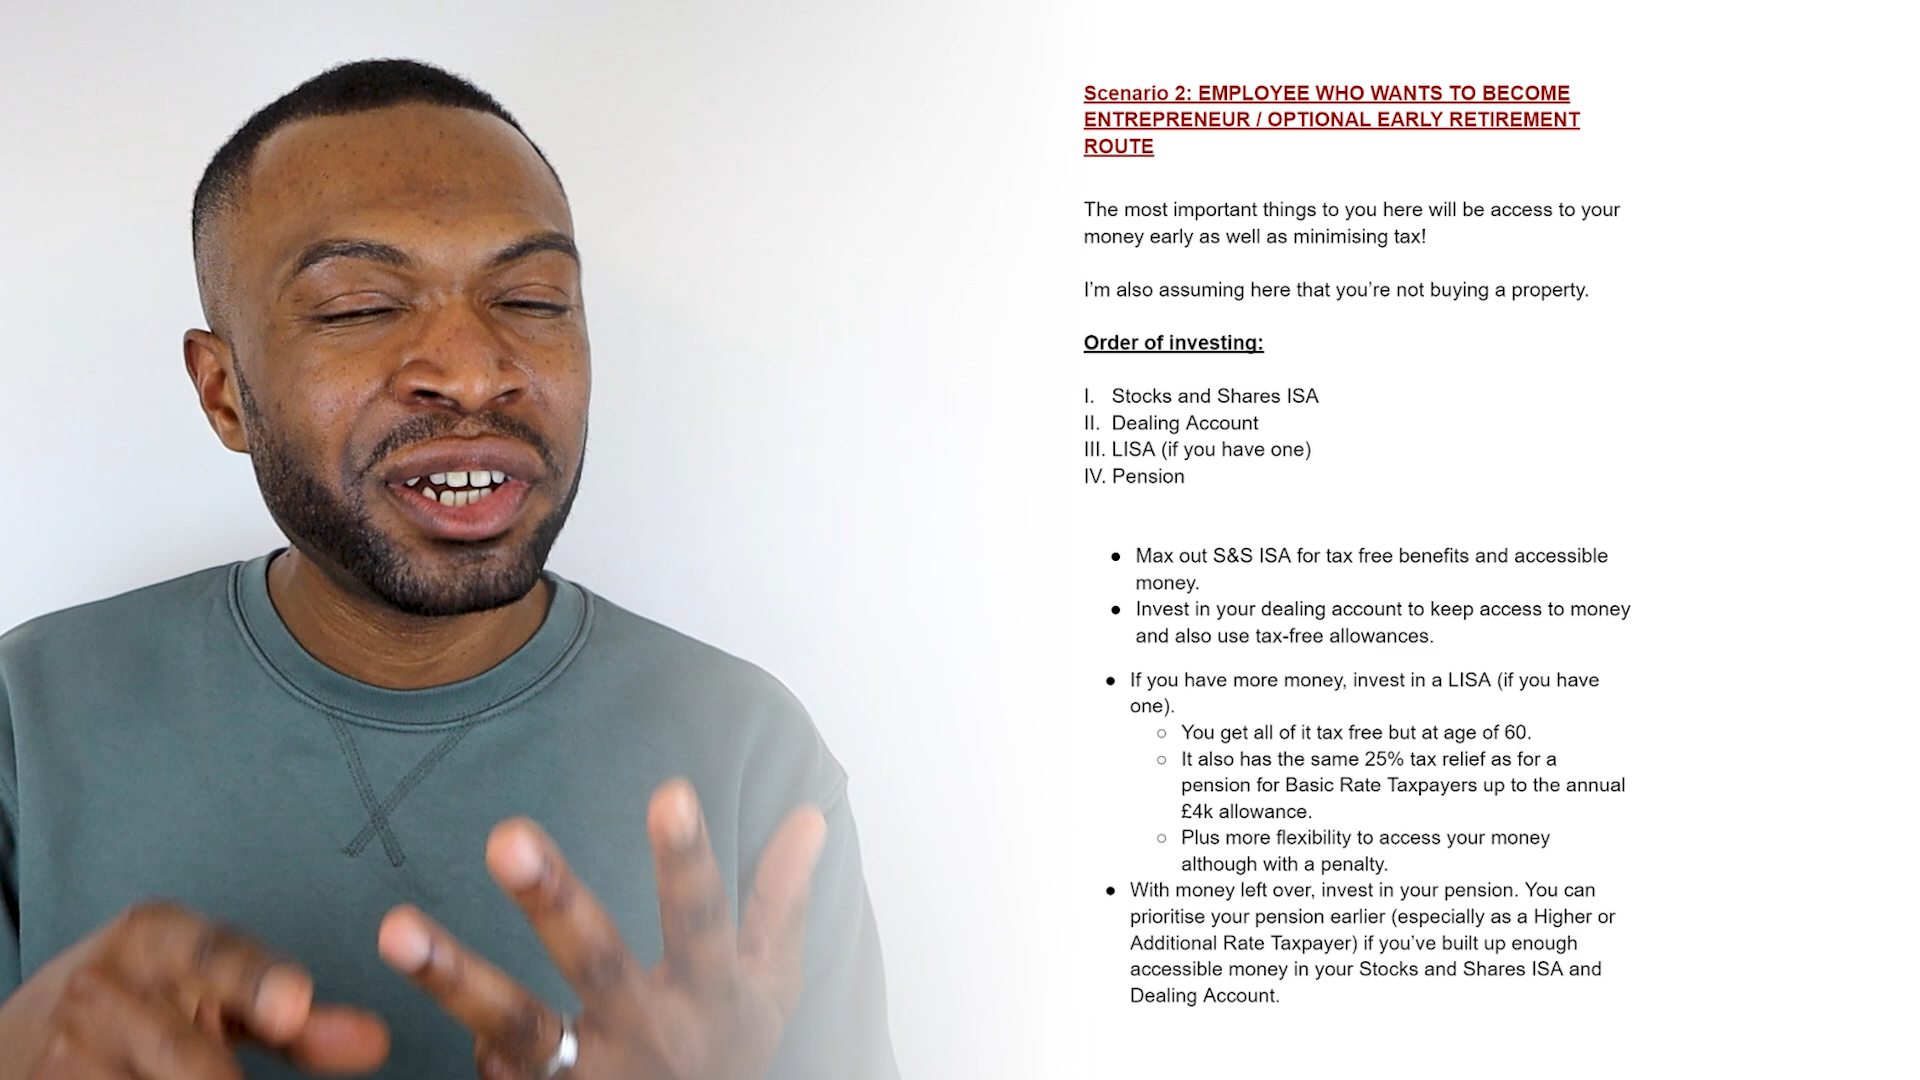 Scenario 2: EMPLOYEE WHO WANTS TO BECOME
ENTREPRENEUR / OPTIONAL EARLY RETIREMENT
ROUTE
The most important things to you here will be access to your
money early as well as minimising tax!
I'm also assuming here that you're not buying a property.
Order of investing:
I. Stocks and Shares ISA
II. Dealing Account
III. LISA (if you have one)
IV. Pension
● Max out S&S ISA for tax free benefits and accessible
money.
● Invest in your dealing account to keep access to money
and also use tax-free allowances.
● If you have more money, invest in a LISA (if you have
one).
○ You get all of it tax free but at age of 60.
○ It also has the same 25% tax relief as for a
pension for Basic Rate Taxpayers up to the annual
£4k allowance.
○ Plus more flexibility to access your money
although with a penalty.
● With money left over, invest in your pension. You can
prioritise your pension earlier (especially as a Higher or
Additional Rate Taxpayer) if you've built up enough
accessible money in your Stocks and Shares ISA and
Dealing Account.